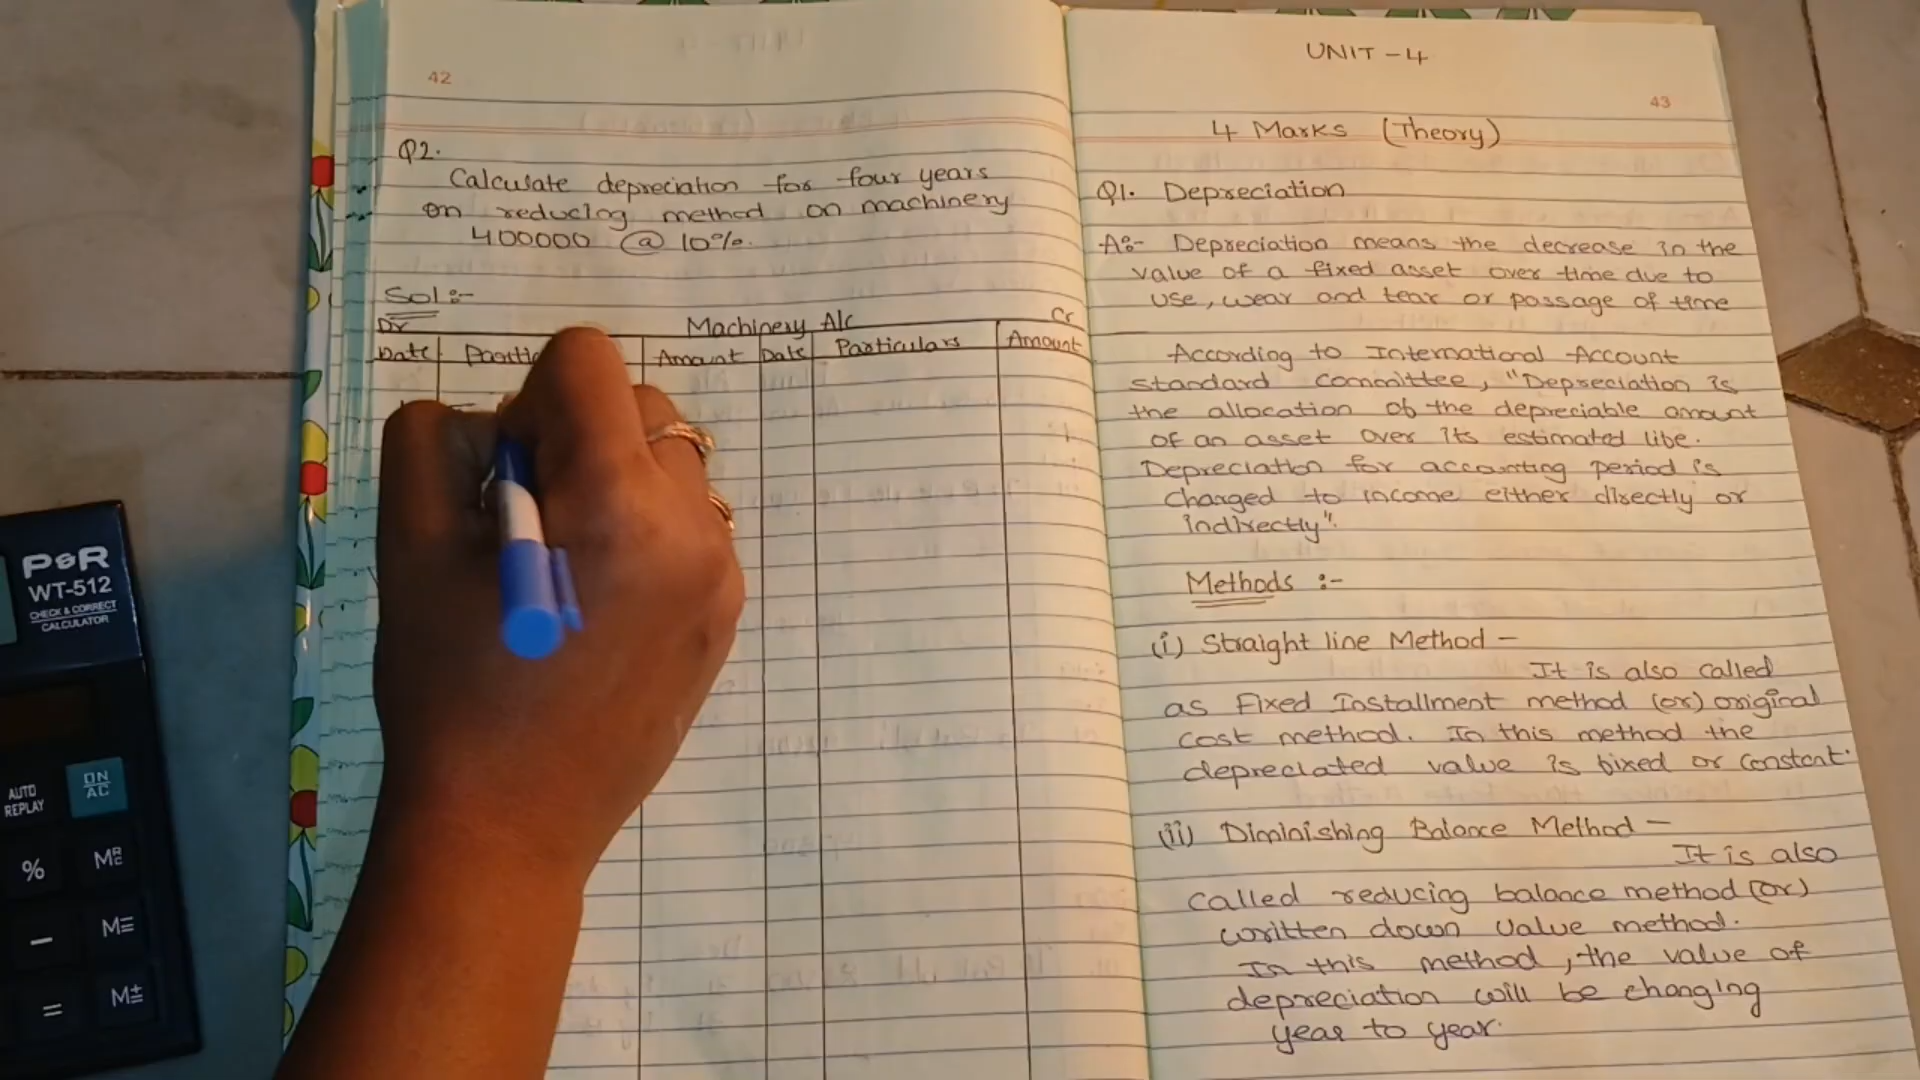 42
Q2.
Calculate depreciation for four years
on reducing method on machinery
400000 @ 10%.
Sol :-
Dr Machinery A/c Cr
Date Amount Date Particulars Amount
UNIT - 4
43
4 Marks (Theory)
Q1. Depreciation
A:- Depreciation means the decrease in the
value of a fixed asset over time due to
use, wear and tear or passage of time
According to International Account
standard committee, "Depreciation is
the allocation of the depreciable amount
of an asset over its estimated life.
Depreciation for accounting period is
charged to income either directly or
indirectly".
Methods :-
(i) Straight line Method -
It is also called
as Fixed Installment method (or) original
cost method. In this method the
depreciated value is fixed or constant.
(ii) Diminishing Balance Method -
It is also
called reducing balance method (or)
written down value method.
In this method, the value of
depreciation will be changing
year to year.
P&R
WT-512
CHECK & CORRECT
CALCULATOR
AUTO REPLAY
ON AC
%
-
M=
=